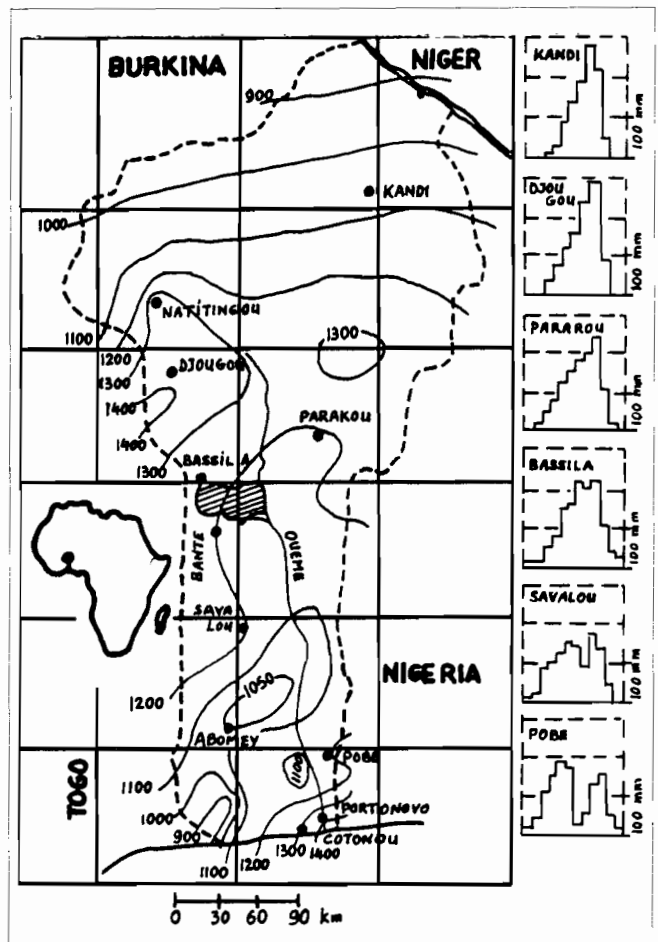 BURKINA
NIGER
900
KANDI
1000
NATITINGOU
1100
1200
1300
1300
DJOUGOU
1400
1400
PARAKOU
1300
BASSILA
BANTE
OUEME
SAVA
LOU
1200
1050
NIGERIA
ABOMEY
POBE
1100
1100
TOGO
1000
PORTONOVO
900
COTONOU
1100
1200
1300
1400
0 30 60 90 km
KANDI
100 mm
DJOU
GOU
100 mm
PARAROU
100 mm
BASSILA
100 mm
SAVALOU
100 mm
POBE
100 mm